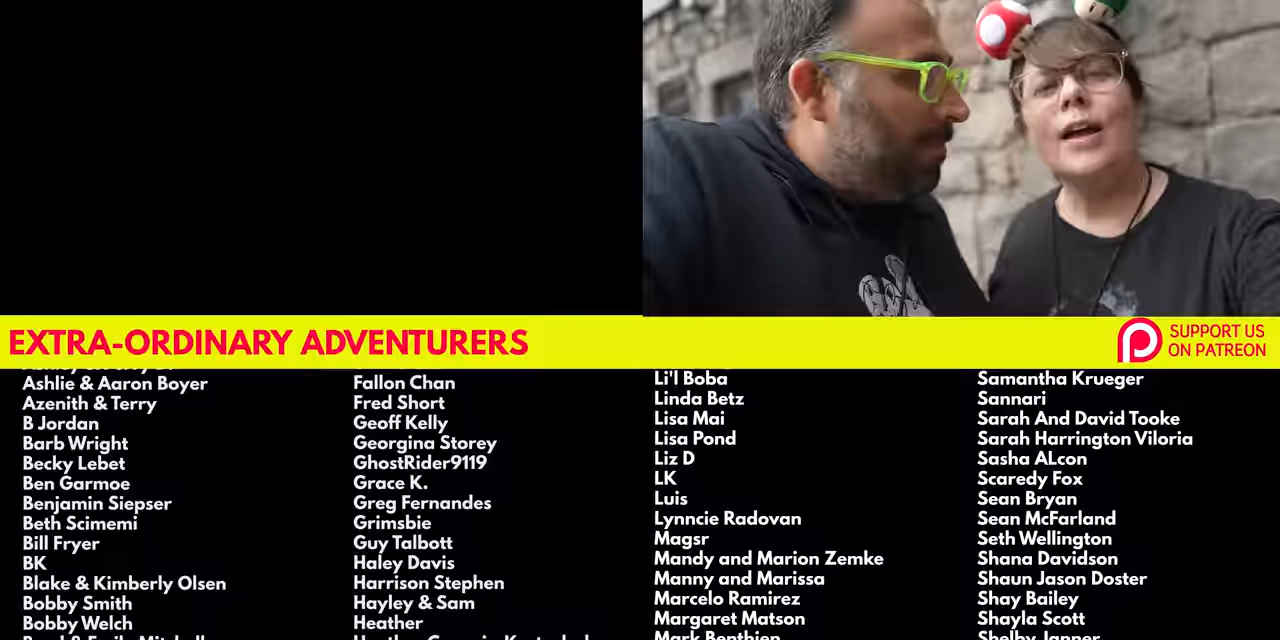 EXTRA-ORDINARY ADVENTURERS
SUPPORT US
ON PATREON
Ashlie & Aaron Boyer
Azenith & Terry
B Jordan
Barb Wright
Becky Lebet
Ben Garmoe
Benjamin Siepser
Beth Scimemi
Bill Fryer
BK
Blake & Kimberly Olsen
Bobby Smith
Bobby Welch
Fallon Chan
Fred Short
Geoff Kelly
Georgina Storey
GhostRider9119
Grace K.
Greg Fernandes
Grimsbie
Guy Talbott
Haley Davis
Harrison Stephen
Hayley & Sam
Heather
Li'l Boba
Linda Betz
Lisa Mai
Lisa Pond
Liz D
LK
Luis
Lynncie Radovan
Magsr
Mandy and Marion Zemke
Manny and Marissa
Marcelo Ramirez
Margaret Matson
Mark Benthien
Samantha Krueger
Sannari
Sarah And David Tooke
Sarah Harrington Viloria
Sasha ALcon
Scaredy Fox
Sean Bryan
Sean McFarland
Seth Wellington
Shana Davidson
Shaun Jason Doster
Shay Bailey
Shayla Scott
Shelby Janner